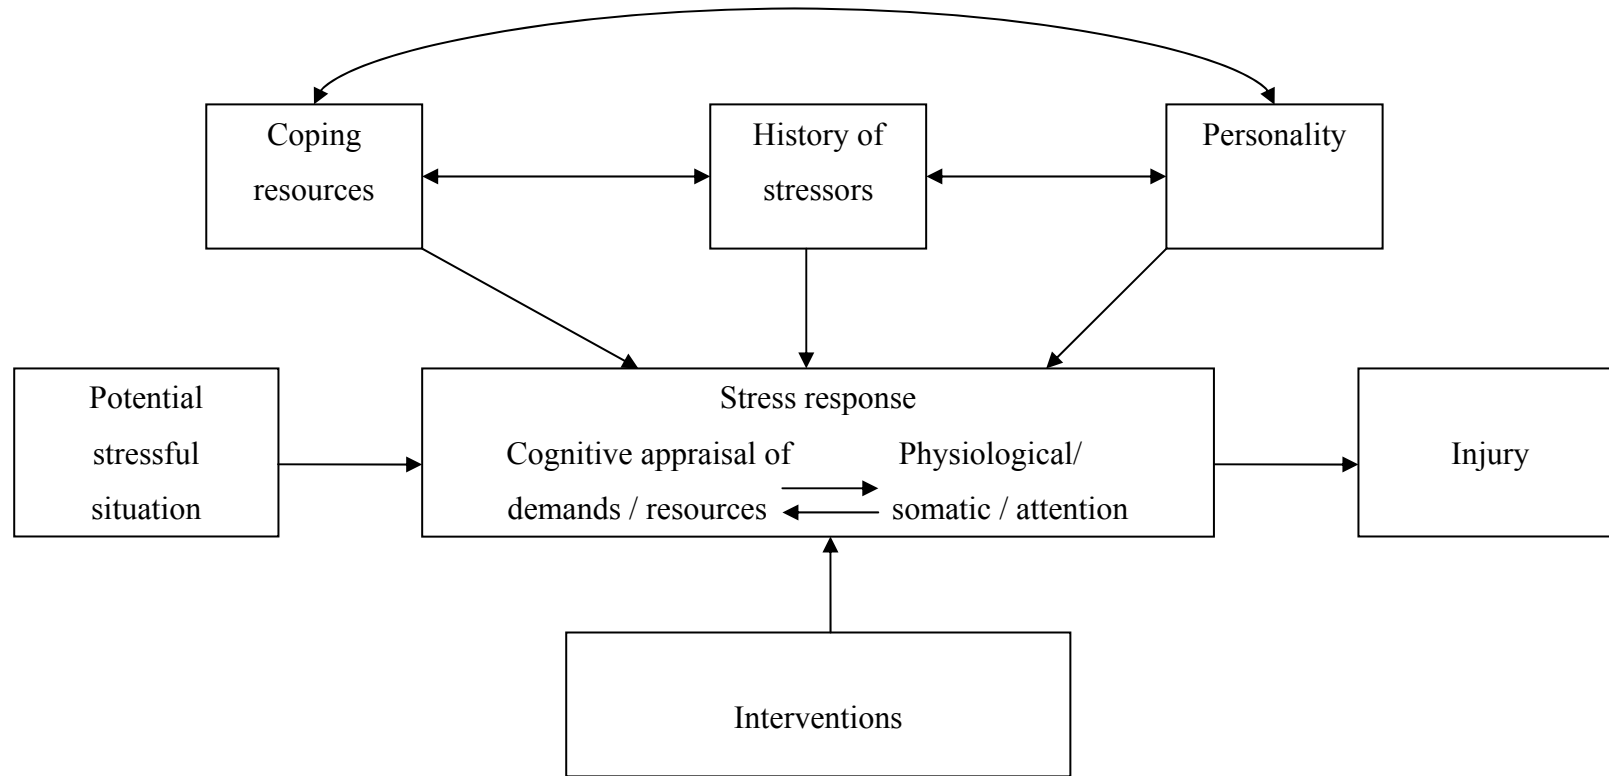 Coping
resources
History of
stressors
Personality
Potential
stressful
situation
Stress response
Cognitive appraisal of
demands / resources
Physiological/
somatic / attention
Injury
Interventions